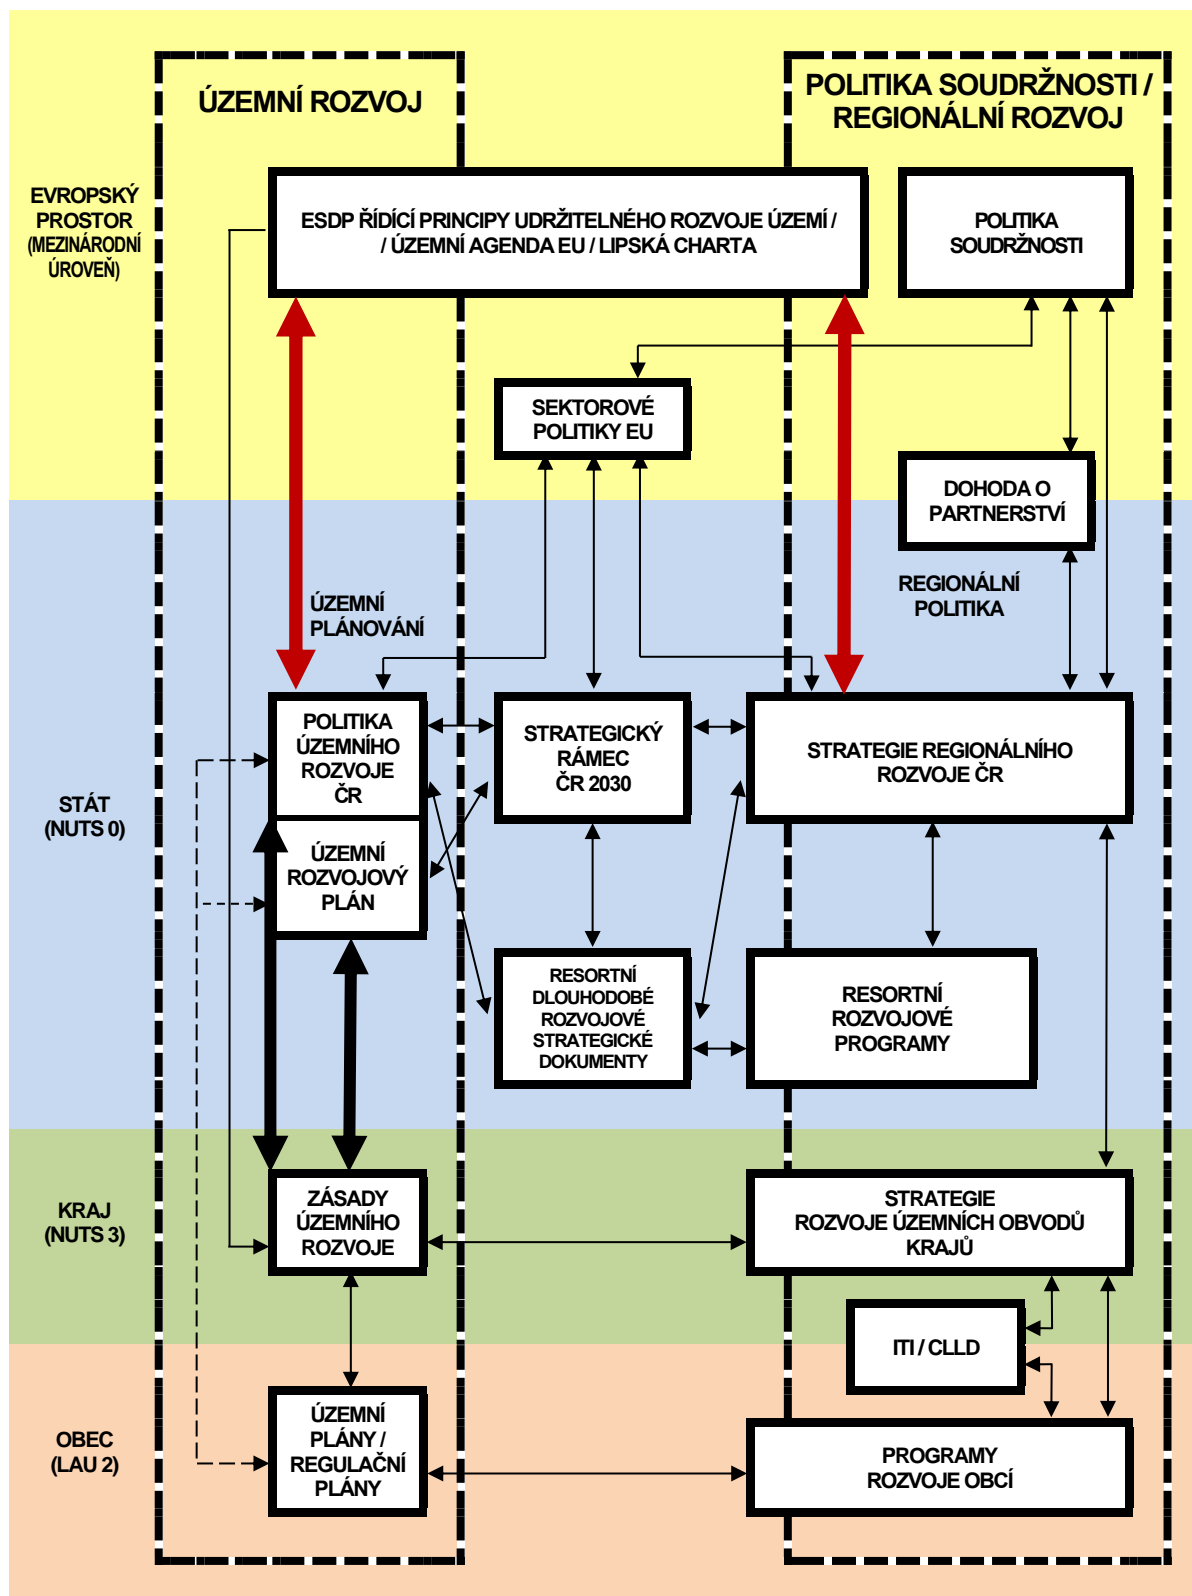 ÚZEMNÍ ROZVOJ
POLITIKA SOUDRŽNOSTI /
REGIONÁLNÍ ROZVOJ
EVROPSKÝ
PROSTOR
(MEZINÁRODNÍ
ÚROVEŇ)
ESDP ŘÍDÍCÍ PRINCIPY UDRŽITELNÉHO ROZVOJE ÚZEMÍ /
/ ÚZEMNÍ AGENDA EU / LIPSKÁ CHARTA
POLITIKA
SOUDRŽNOSTI
SEKTOROVÉ
POLITIKY EU
DOHODA O
PARTNERSTVÍ
ÚZEMNÍ
PLÁNOVÁNÍ
REGIONÁLNÍ
POLITIKA
STÁT
(NUTS 0)
POLITIKA
ÚZEMNÍHO
ROZVOJE
ČR
STRATEGICKÝ
RÁMEC
ČR 2030
STRATEGIE REGIONÁLNÍHO
ROZVOJE ČR
ÚZEMNÍ
ROZVOJOVÝ
PLÁN
RESORTNÍ
DLOUHODOBÉ
ROZVOJOVÉ
STRATEGICKÉ
DOKUMENTY
RESORTNÍ
ROZVOJOVÉ
PROGRAMY
KRAJ
(NUTS 3)
ZÁSADY
ÚZEMNÍHO
ROZVOJE
STRATEGIE
ROZVOJE ÚZEMNÍCH OBVODŮ
KRAJŮ
ITI / CLLD
OBEC
(LAU 2)
ÚZEMNÍ
PLÁNY /
REGULAČNÍ
PLÁNY
PROGRAMY
ROZVOJE OBCÍ